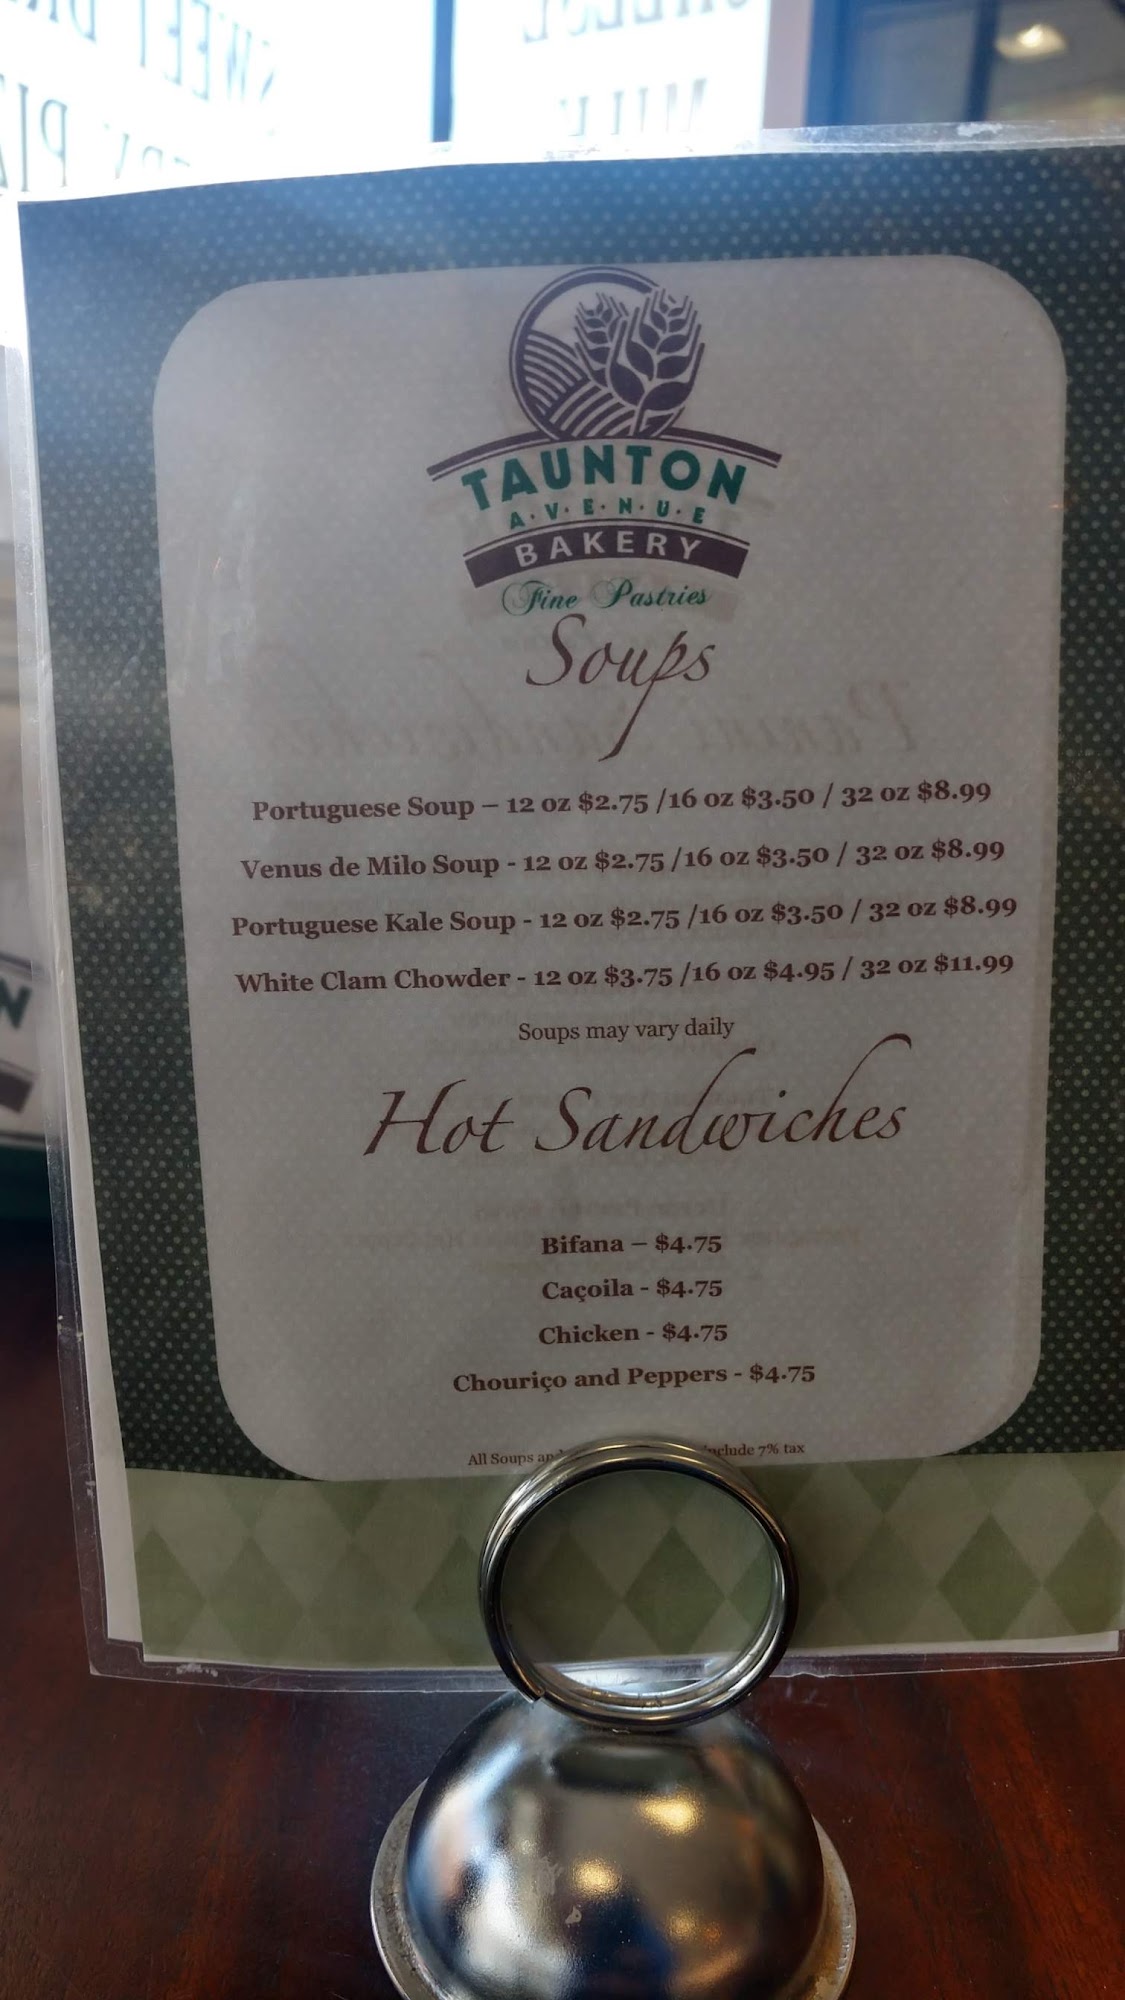 TAUNTON
A·V·E·N·U·E
BAKERY
Fine Pastries
Soups
Portuguese Soup – 12 oz $2.75 /16 oz $3.50 / 32 oz $8.99
Venus de Milo Soup - 12 oz $2.75 /16 oz $3.50 / 32 oz $8.99
Portuguese Kale Soup - 12 oz $2.75 /16 oz $3.50 / 32 oz $8.99
White Clam Chowder - 12 oz $3.75 /16 oz $4.95 / 32 oz $11.99
Soups may vary daily
Hot Sandwiches
Bifana – $4.75
Caçoila - $4.75
Chicken - $4.75
Chouriço and Peppers - $4.75
All Soups include 7% tax